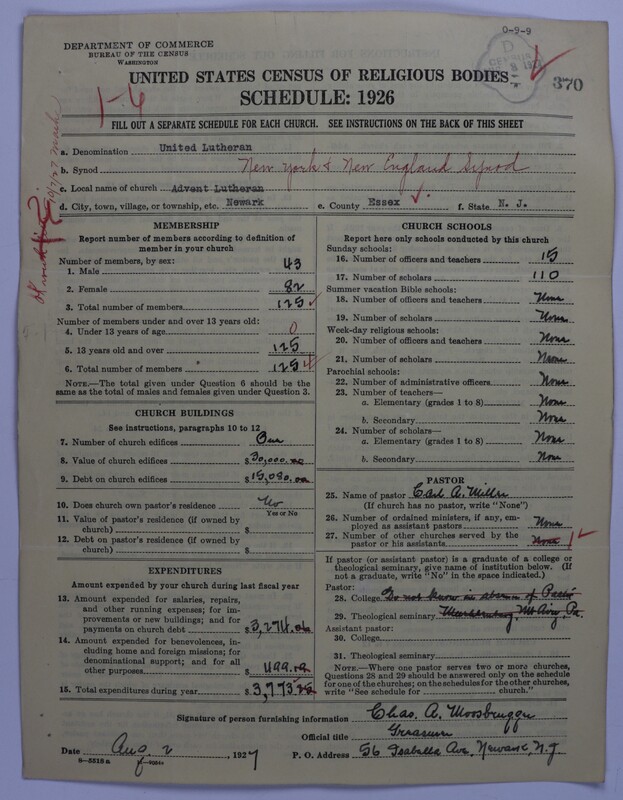 0-9-9
DEPARTMENT OF COMMERCE
BUREAU OF THE CENSUS
WASHINGTON
370
UNITED STATES CENSUS OF RELIGIOUS BODIES
SCHEDULE: 1926
1-6
FILL OUT A SEPARATE SCHEDULE FOR EACH CHURCH. SEE INSTRUCTIONS ON THE BACK OF THIS SHEET
a. Denomination United Lutheran
b. Synod New York & New England Synod
c. Local name of church Advent Lutheran
d. City, town, village, or township, etc. Newark e. County Essex f. State N. J.
MEMBERSHIP
Report number of members according to definition of
member in your church
Number of members, by sex:
1. Male 43
2. Female 82
3. Total number of members 125
Number of members under and over 13 years old:
4. Under 13 years of age 0
5. 13 years old and over 125
6. Total number of members 125
NOTE.—The total given under Question 6 should be
same as the total of males and females given under Question 3.
CHURCH BUILDINGS
See instructions, paragraphs 10 to 12
7. Number of church edifices One
8. Value of church edifices $30,000.00
9. Debt on church edifices $15,080.00
10. Does church own pastor's residence? No
Yes or No
11. Value of pastor's residence (if owned by
church) $
12. Debt on pastor's residence (if owned by
church) $
EXPENDITURES
Amount expended by your church during last fiscal year
13. Amount expended for salaries, repairs,
and other running expenses; for im-
provements or new buildings; and for
payments on church debt $3,274.06
14. Amount expended for benevolences, in-
cluding home and foreign missions; for
denominational support; and for all
other purposes $499.19
15. Total expenditures during year $3,773.25
CHURCH SCHOOLS
Report here only schools conducted by this church
Sunday schools:
16. Number of officers and teachers 15
17. Number of scholars 110
Summer vacation Bible schools:
18. Number of officers and teachers None
19. Number of scholars None
Week-day religious schools:
20. Number of officers and teachers None
21. Number of scholars None
Parochial schools:
22. Number of administrative officers None
23. Number of teachers—
a. Elementary (grades 1 to 8) None
b. Secondary None
24. Number of scholars—
a. Elementary (grades 1 to 8) None
b. Secondary None
PASTOR
25. Name of pastor Carl A. Miller
(If church has no pastor, write "None")
26. Number of ordained ministers, if any, em-
ployed as assistant pastors None
27. Number of other churches served by the
pastor or his assistants None 1
If pastor (or assistant pastor) is a graduate of a college or
theological seminary, give name of institution below. (If
not a graduate, write "No" in the space indicated.)
Pastor:
28. College Do not know in absence of Pastor
29. Theological seminary Mt Airy, Pa.
Assistant pastor:
30. College
31. Theological seminary
NOTE.—Where one pastor serves two or more churches,
Questions 28 and 29 should be answered only on the schedule
for one of the churches; on the schedules for the other churches,
write "See schedule for church."
Signature of person furnishing information Chas. A. Moosbrugger
Official title Treasurer
Date Aug 2, 1927 P. O. Address 56 Isabella Ave, Newark, N.J.
8-5518 a